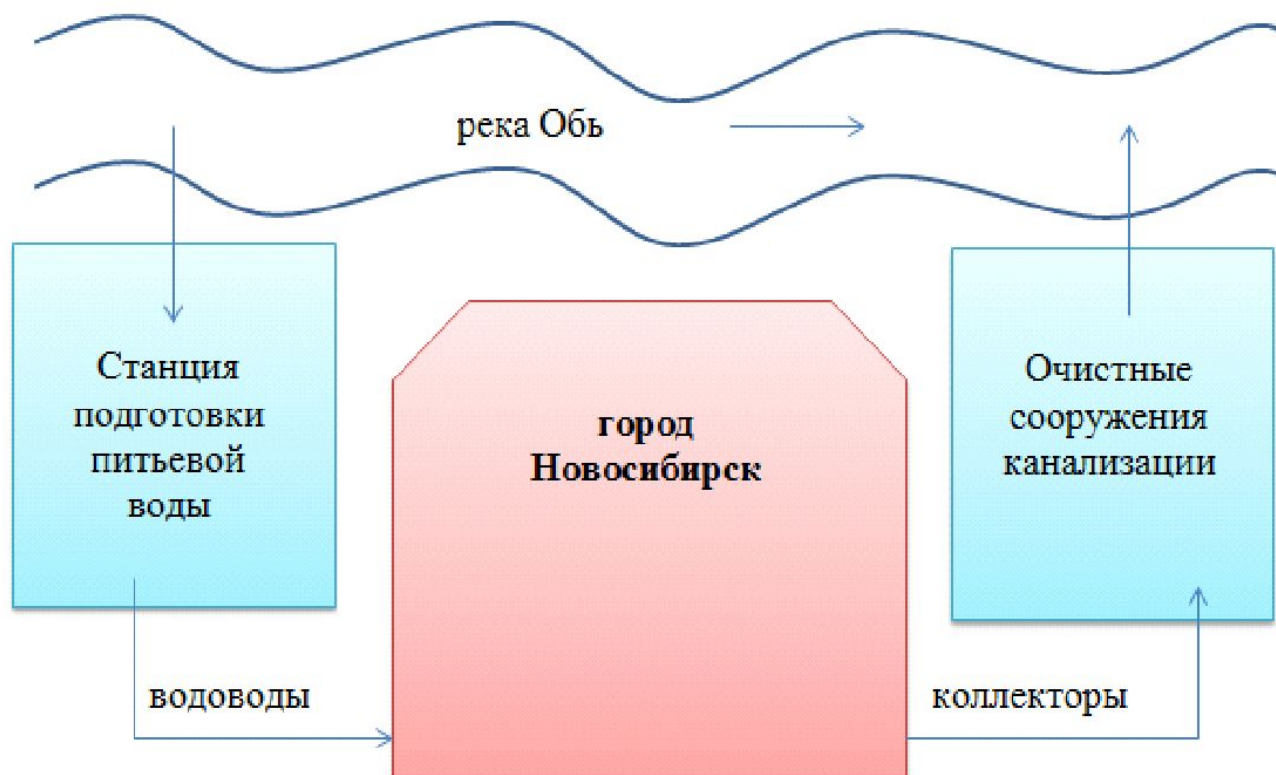 река Обь
Станция
подготовки
питьевой
воды
город
Новосибирск
Очистные
сооружения
канализации
водоводы
коллекторы